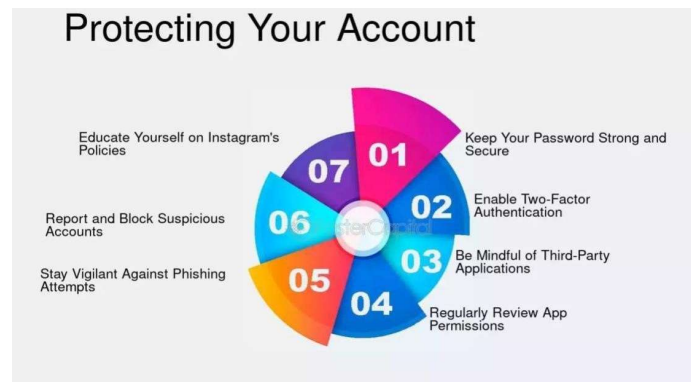 Protecting Your Account
01
Keep Your Password Strong and
Secure
02
Enable Two-Factor
Authentication
03
Be Mindful of Third-Party
Applications
04
Regularly Review App
Permissions
05
Stay Vigilant Against Phishing
Attempts
06
Report and Block Suspicious
Accounts
07
Educate Yourself on Instagram's
Policies